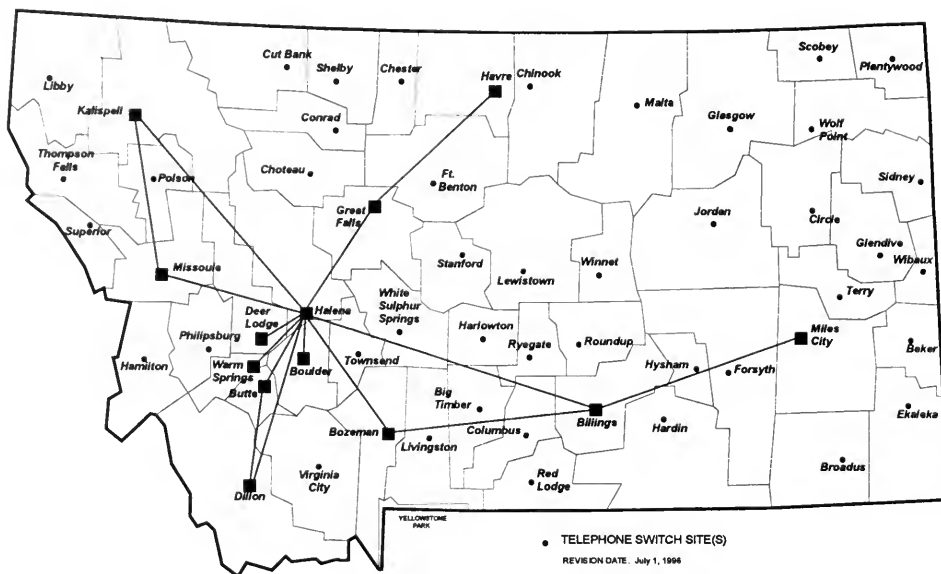 Scobey
Plentywood
Cut Bank
Shelby
Chester
Havre
Chinook
Libby
Malta
Kalispell
Conrad
Glasgow
Wolf
Point
Thompson
Falls
Polson
Choteau
Ft.
Benton
Sidney
Great
Falls
Jordan
Circle
Superior
Glendive
Missoula
Stanford
Lewistown
Winnet
Wibaux
Terry
White
Sulphur
Springs
Deer
Lodge
Halena
Philipsburg
Harlowton
Ryegate
Roundup
Miles
City
Baker
Hamilton
Warm
Springs
Boulder
Townsend
Hysham
Forsyth
Butte
Big
Timber
Ekalaka
Bozeman
Livingston
Columbus
Billings
Hardin
Virginia
City
Broadus
Dillon
Red
Lodge
YELLOWSTONE
PARK
• TELEPHONE SWITCH SITE(S)
REVISION DATE. July 1, 1996